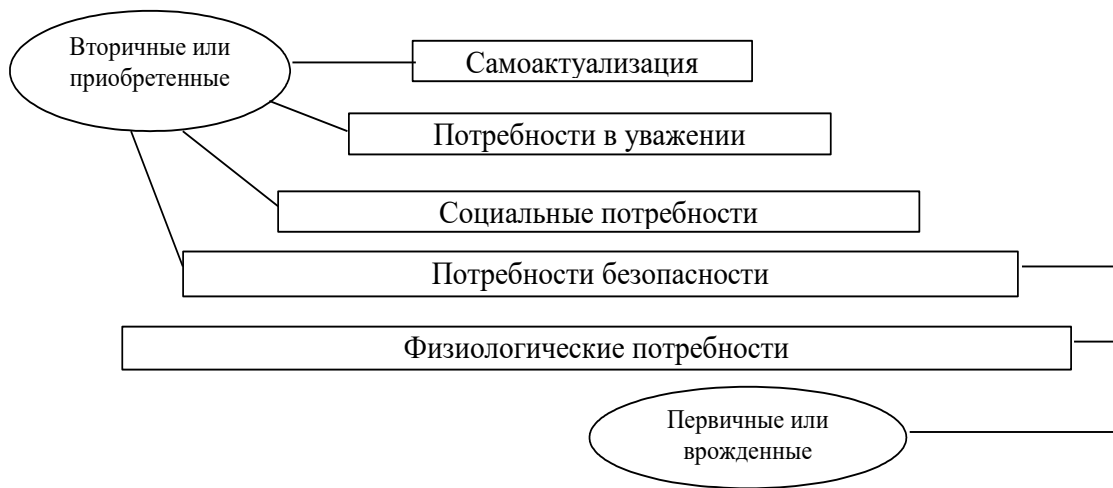 Вторичные или
приобретенные
Самоактуализация
Потребности в уважении
Социальные потребности
Потребности безопасности
Физиологические потребности
Первичные или
врожденные